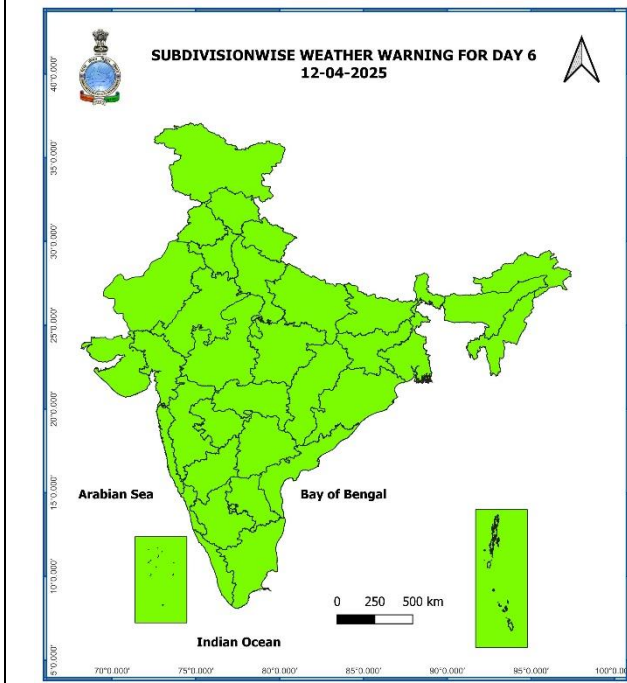 SUBDIVISIONWISE WEATHER WARNING FOR DAY 6
12-04-2025
40°0.000'
35°0.000'
30°0.000'
25°0.000'
20°0.000'
15°0.000'
10°0.000'
5°0.000'
Arabian Sea
Bay of Bengal
0 250 500 km
Indian Ocean
70°0.000' 75°0.000' 80°0.000' 85°0.000' 90°0.000' 95°0.000' 100°0.0